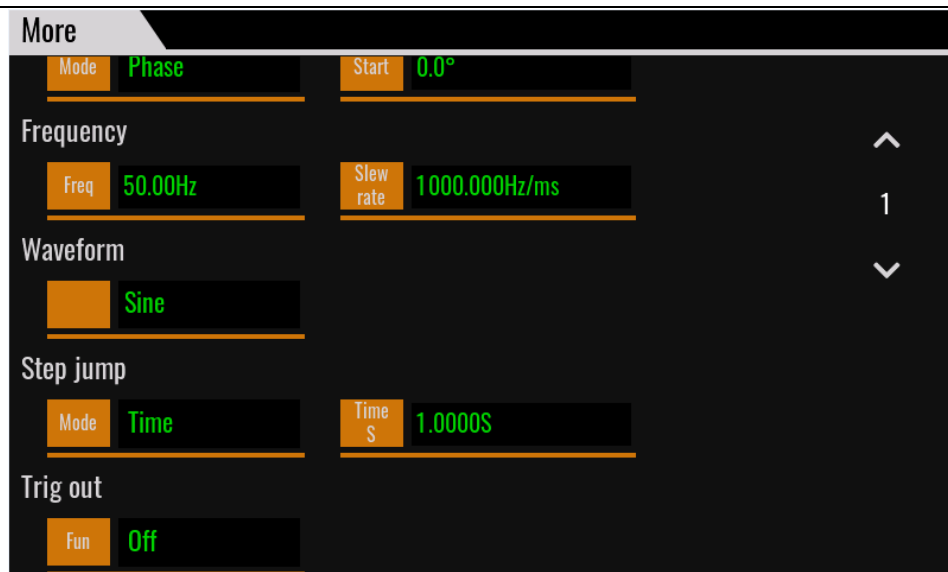 More
Mode Phase Start 0.0°
Frequency
Freq 50.00Hz Slew rate 1000.000Hz/ms
1
Waveform
Sine
Step jump
Mode Time Time S 1.0000S
Trig out
Fun Off